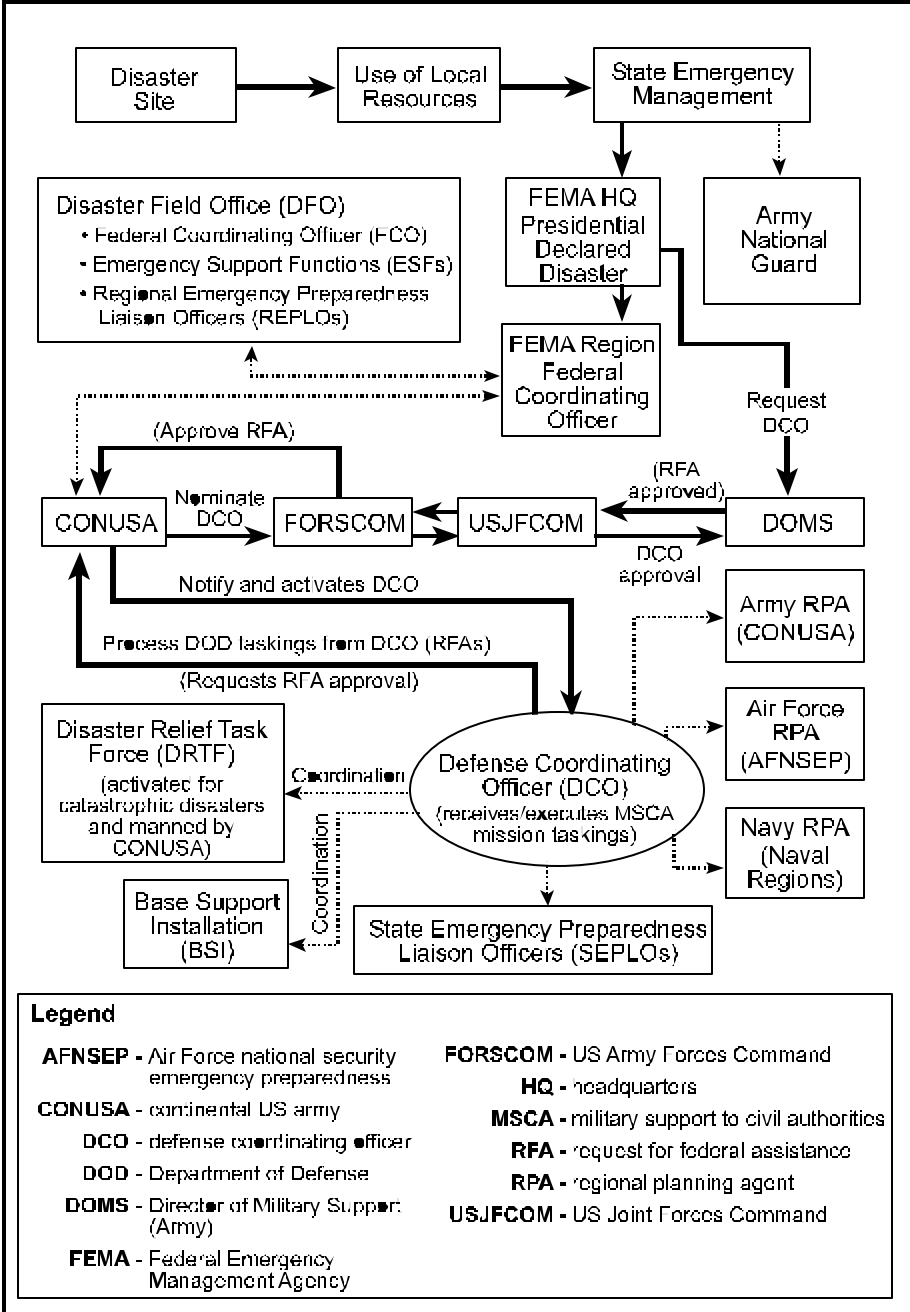 Disaster
Site
Use of Local
Resources
State Emergency
Management
Disaster Field Office (DFO)
• Federal Coordinating Officer (FCO)
• Emergency Support Functions (ESFs)
• Regional Emergency Preparedness
Liaison Officers (REPLOs)
FEMA HQ
Presidential
Declared
Disaster
Army
National
Guard
FEMA Region
Federal
Coordinating
Officer
Request
DCO
(Approve RFA)
(RFA
approved)
Nominate
DCO
CONUSA
FORSCOM
USJFCOM
DOMS
DCO
approval
Notify and activates DCO
Process DOD taskings from DCO (RFAs)
(Requests RFA approval)
Army RPA
(CONUSA)
Air Force
RPA
(AFNSEP)
Navy RPA
(Naval
Regions)
Disaster Relief Task
Force (DRTF)
(activated for
catastrophic disasters
and manned by
CONUSA)
Coordination
Defense Coordinating
Officer (DCO)
(receives/executes MSCA
mission taskings)
Coordination
Base Support
Installation
(BSI)
State Emergency Preparedness
Liaison Officers (SEPLOs)
Legend
AFNSEP - Air Force national security
emergency preparedness
CONUSA - continental US army
DCO - defense coordinating officer
DOD - Department of Defense
DOMS - Director of Military Support
(Army)
FEMA - Federal Emergency
Management Agency
FORSCOM - US Army Forces Command
HQ - headquarters
MSCA - military support to civil authorities
RFA - request for federal assistance
RPA - regional planning agent
USJFCOM - US Joint Forces Command